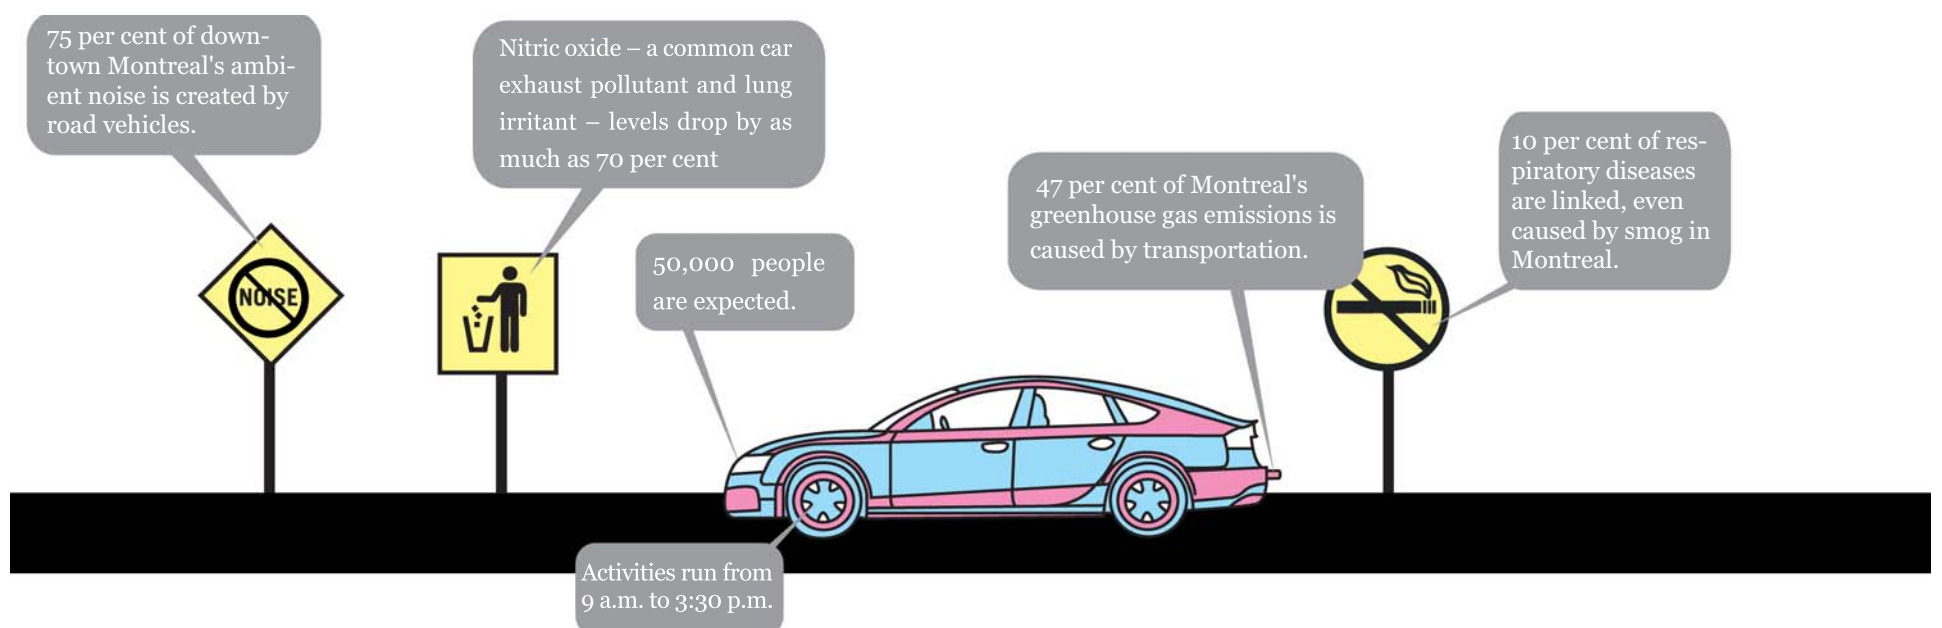 75 per cent of down-
town Montreal's ambi-
ent noise is created by
road vehicles.
Nitric oxide – a common car
exhaust pollutant and lung
irritant – levels drop by as
much as 70 per cent
50,000 people
are expected.
47 per cent of Montreal's
greenhouse gas emissions is
caused by transportation.
10 per cent of res-
piratory diseases
are linked, even
caused by smog in
Montreal.
NOISE
Activities run from
9 a.m. to 3:30 p.m.